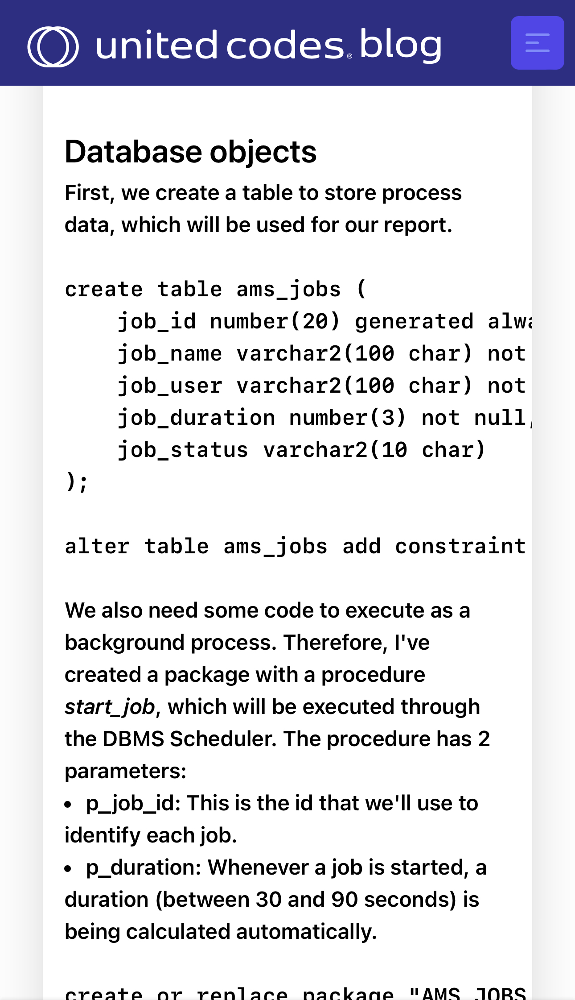 united codes® blog
Database objects
First, we create a table to store process
data, which will be used for our report.
create table ams_jobs (
    job_id number(20) generated alwa
    job_name varchar2(100 char) not
    job_user varchar2(100 char) not
    job_duration number(3) not null,
    job_status varchar2(10 char)
);
alter table ams_jobs add constraint
We also need some code to execute as a
background process. Therefore, I've
created a package with a procedure
start_job, which will be executed through
the DBMS Scheduler. The procedure has 2
parameters:
• p_job_id: This is the id that we'll use to
identify each job.
• p_duration: Whenever a job is started, a
duration (between 30 and 90 seconds) is
being calculated automatically.
create or replace package "AMS_JOBS